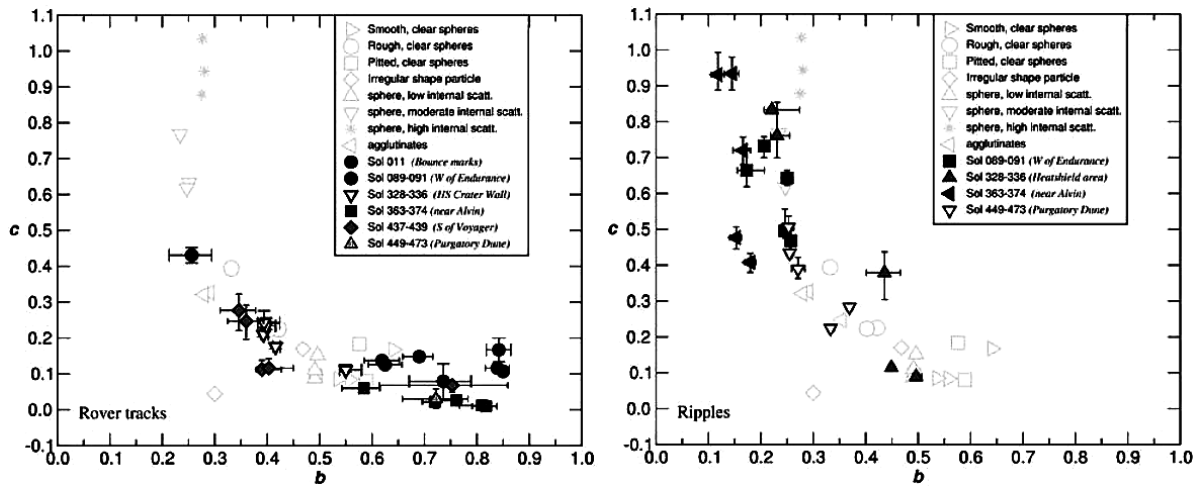 1.1
1.0
0.9
0.8
0.7
0.6
0.5
0.4
0.3
0.2
0.1
0.0
-0.1
c
0.0 0.1 0.2 0.3 0.4 0.5 0.6 0.7 0.8 0.9 1.0
b
Smooth, clear spheres
Rough, clear spheres
Pitted, clear spheres
Irregular shape particle
sphere, low internal scatt.
sphere, moderate internal scatt.
sphere, high internal scatt.
agglutinates
Sol 011 (Bounce marks)
Sol 089-091 (W of Endurance)
Sol 328-336 (HS Crater Wall)
Sol 363-374 (near Alvin)
Sol 437-439 (S of Voyager)
Sol 449-473 (Purgatory Dune)
Rover tracks
1.1
1.0
0.9
0.8
0.7
0.6
0.5
0.4
0.3
0.2
0.1
0.0
-0.1
c
0.0 0.1 0.2 0.3 0.4 0.5 0.6 0.7 0.8 0.9 1.0
b
Smooth, clear spheres
Rough, clear spheres
Pitted, clear spheres
Irregular shape particle
sphere, low internal scatt.
sphere, moderate internal scatt.
sphere, high internal scatt.
agglutinates
Sol 089-091 (W of Endurance)
Sol 328-336 (Heatshield area)
Sol 363-374 (near Alvin)
Sol 449-473 (Purgatory Dune)
Ripples